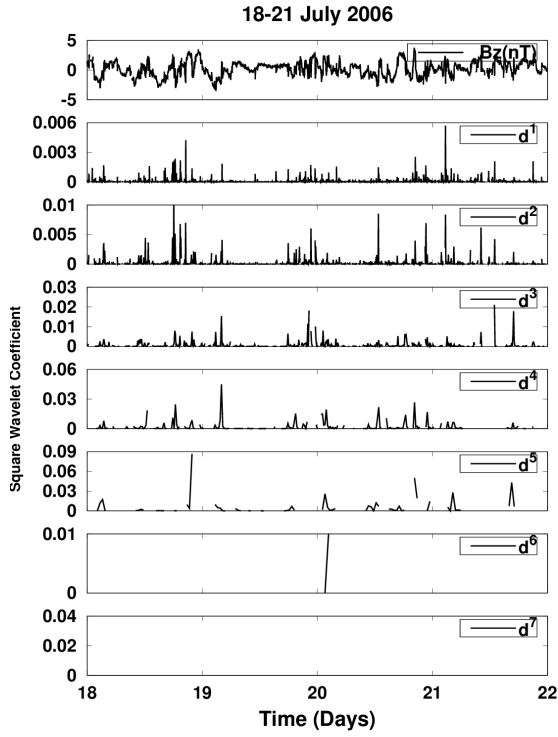 18-21 July 2006
5
0
-5
Bz(nT)
0.006
0.003
0
d1
0.01
0.005
0
d2
0.03
0.02
0.01
0
d3
0.06
0.03
0
d4
0.09
0.06
0.03
0
d5
0.01
0
d6
0.04
0.02
0
d7
Square Wavelet Coefficient
18 19 20 21 22
Time (Days)